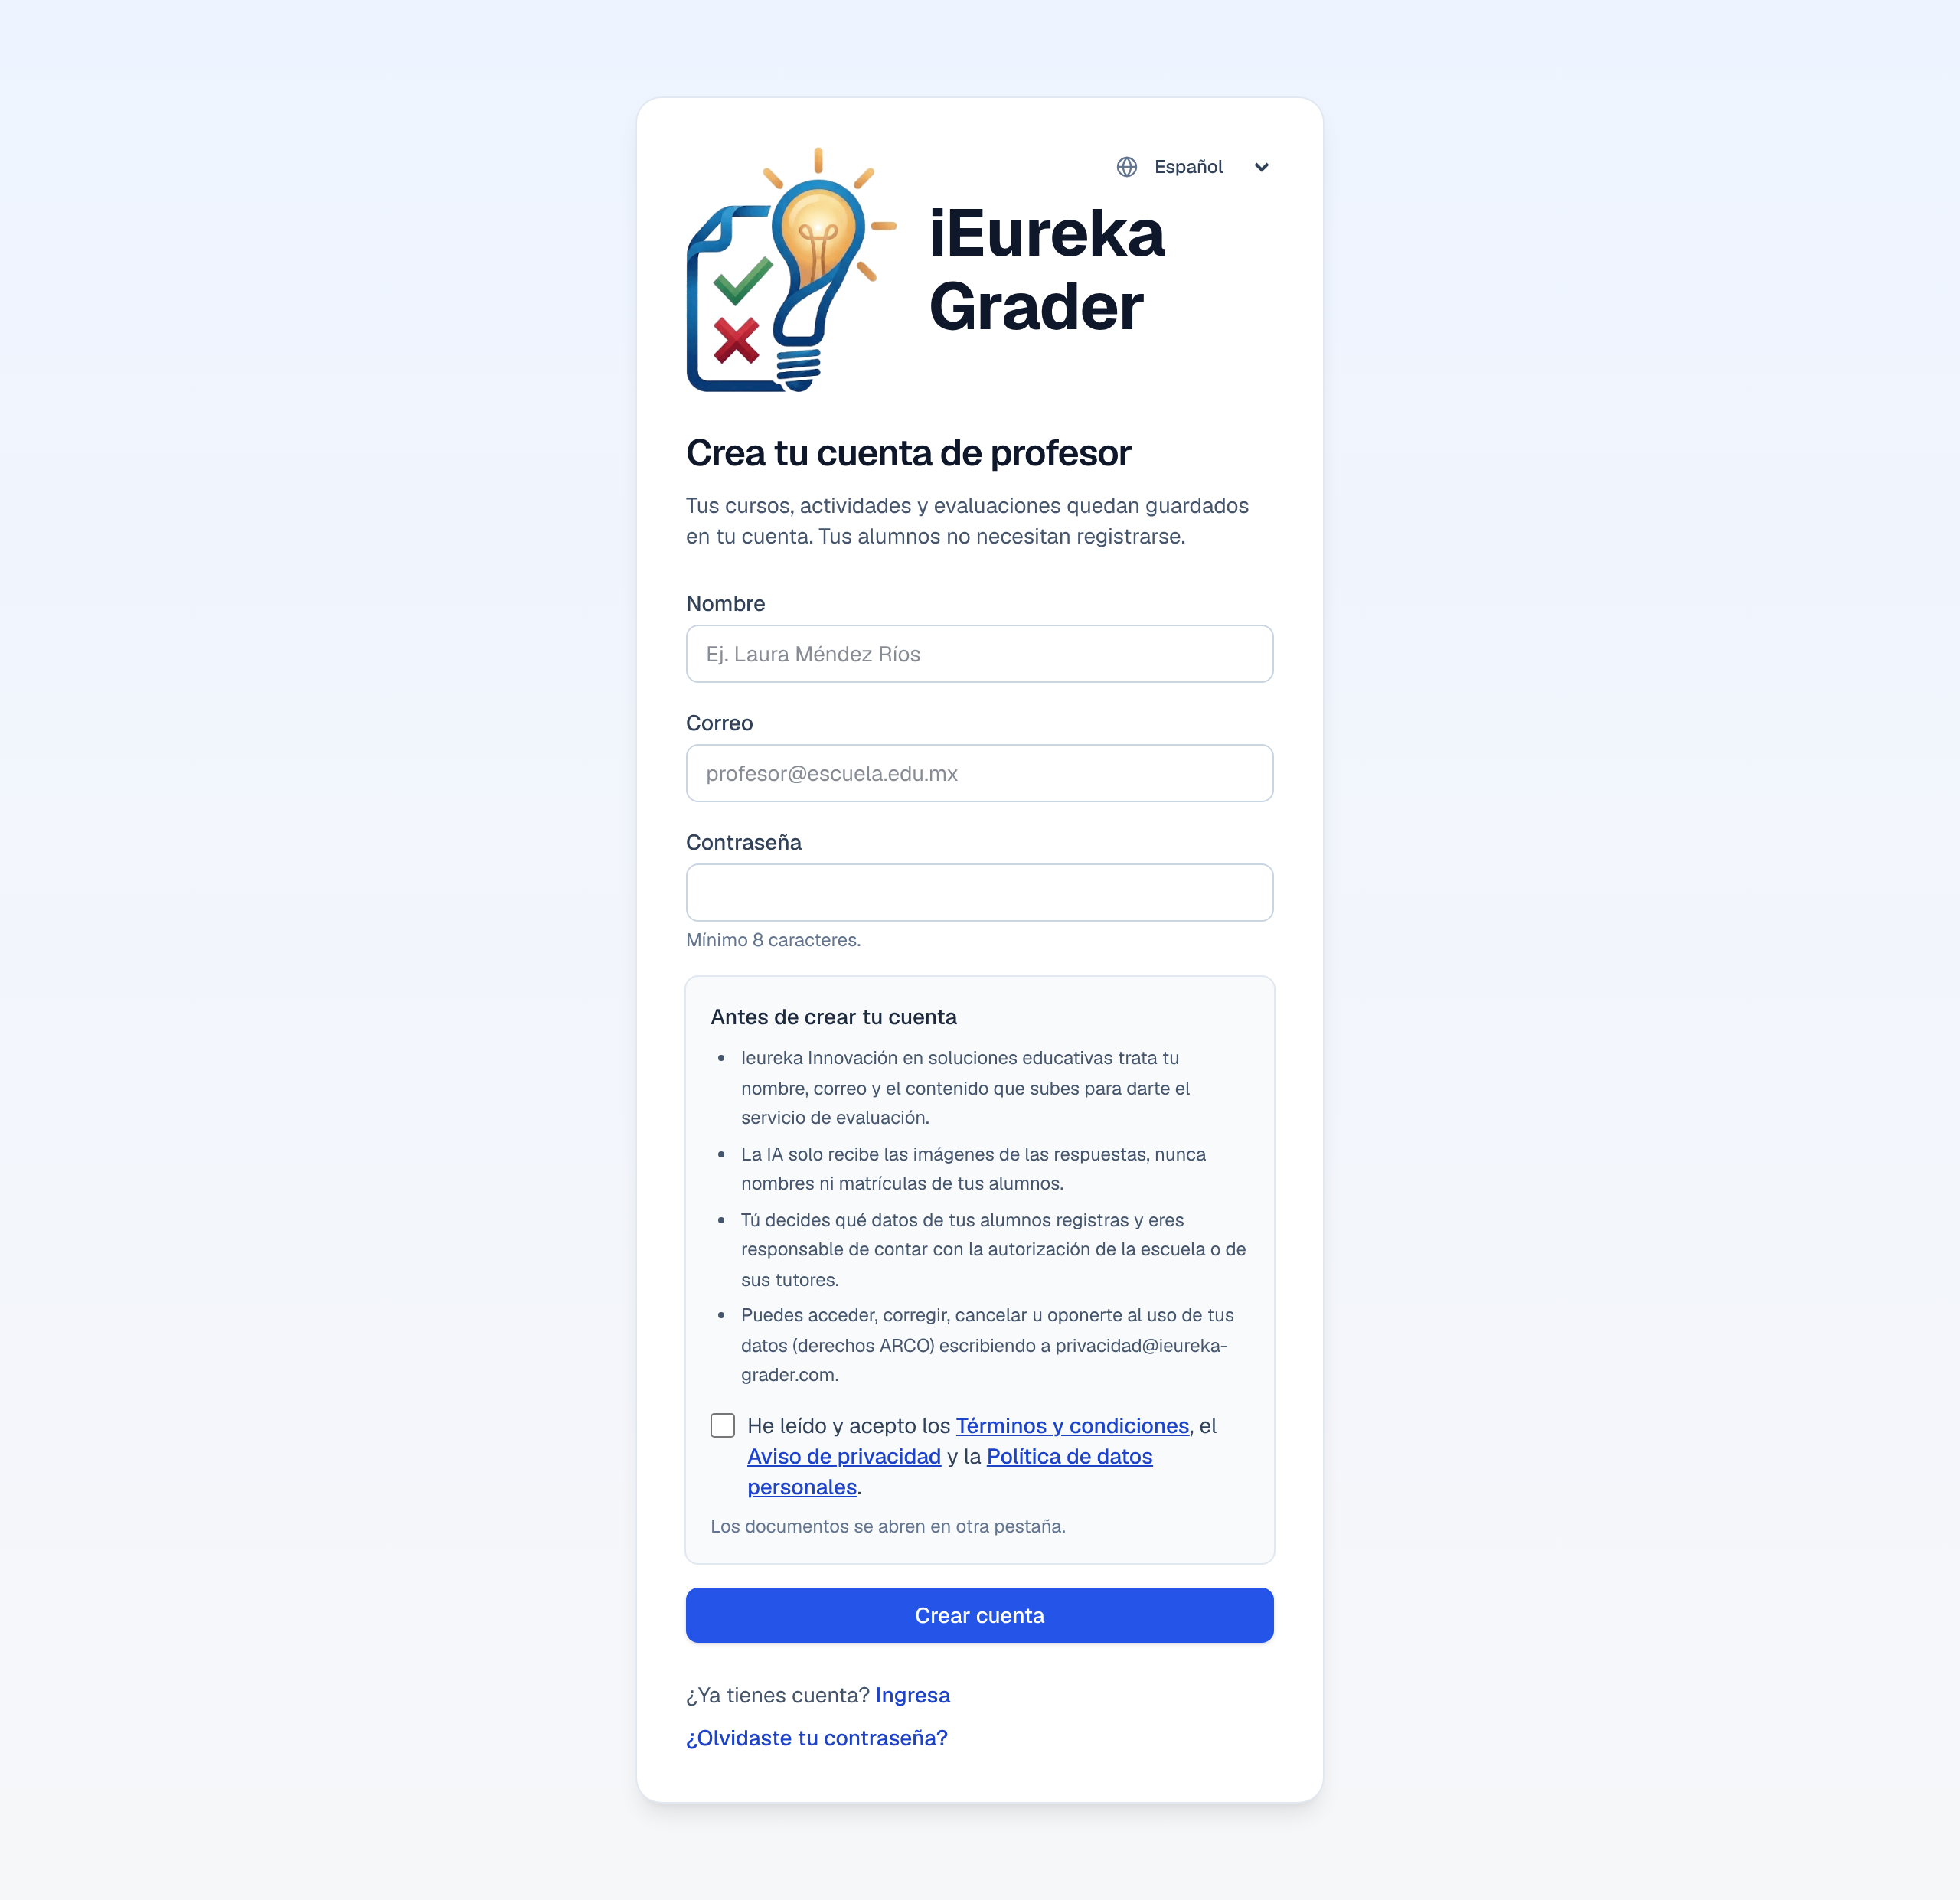 Español
iEureka
Grader
Crea tu cuenta de profesor
Tus cursos, actividades y evaluaciones quedan guardados
en tu cuenta. Tus alumnos no necesitan registrarse.
Nombre
Ej. Laura Méndez Ríos
Correo
profesor@escuela.edu.mx
Contraseña
Mínimo 8 caracteres.
Antes de crear tu cuenta
• Ieureka Innovación en soluciones educativas trata tu
nombre, correo y el contenido que subes para darte el
servicio de evaluación.
• La IA solo recibe las imágenes de las respuestas, nunca
nombres ni matrículas de tus alumnos.
• Tú decides qué datos de tus alumnos registras y eres
responsable de contar con la autorización de la escuela o de
sus tutores.
• Puedes acceder, corregir, cancelar u oponerte al uso de tus
datos (derechos ARCO) escribiendo a privacidad@ieureka-
grader.com.
He leído y acepto los Términos y condiciones, el
Aviso de privacidad y la Política de datos
personales.
Los documentos se abren en otra pestaña.
Crear cuenta
¿Ya tienes cuenta? Ingresa
¿Olvidaste tu contraseña?